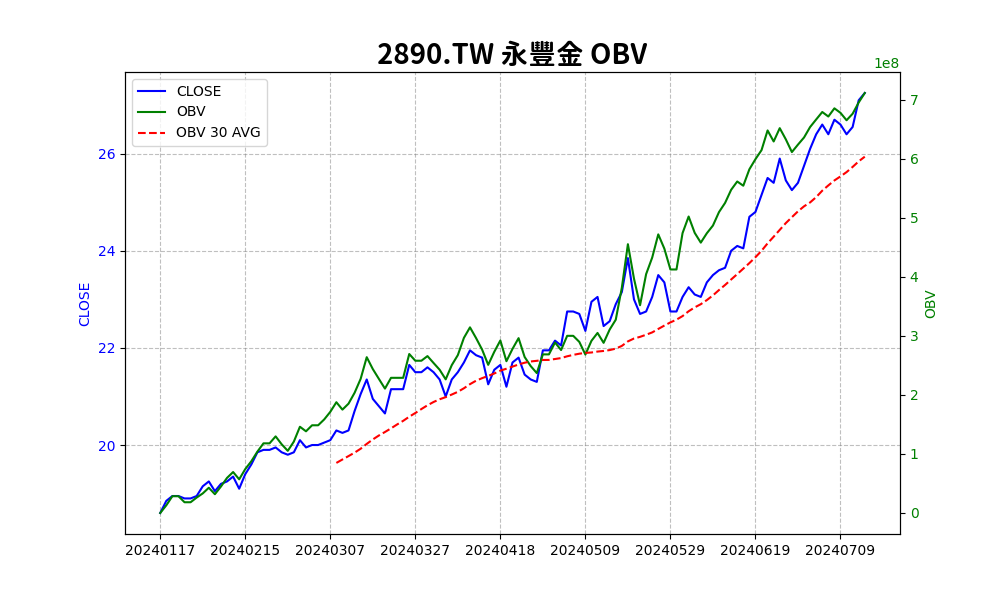 2890.TW 永豐金 OBV
1e8
CLOSE
OBV
OBV 30 AVG
26
24
22
20
CLOSE
7
6
5
4
3
2
1
0
OBV
20240117 20240215 20240307 20240327 20240418 20240509 20240529 20240619 20240709